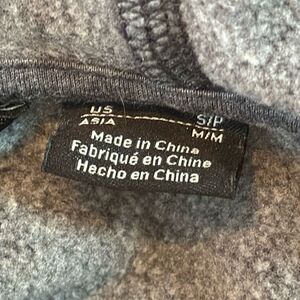 US S/P
ASIA M/M
Made in China
Fabriqué en Chine
Hecho en China